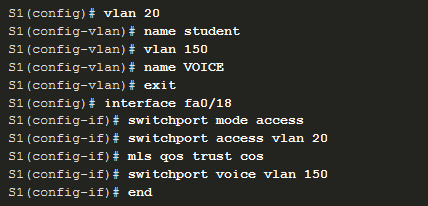 S1(config)# vlan 20
S1(config-vlan)# name student
S1(config-vlan)# vlan 150
S1(config-vlan)# name VOICE
S1(config-vlan)# exit
S1(config)# interface fa0/18
S1(config-if)# switchport mode access
S1(config-if)# switchport access vlan 20
S1(config-if)# mls qos trust cos
S1(config-if)# switchport voice vlan 150
S1(config-if)# end